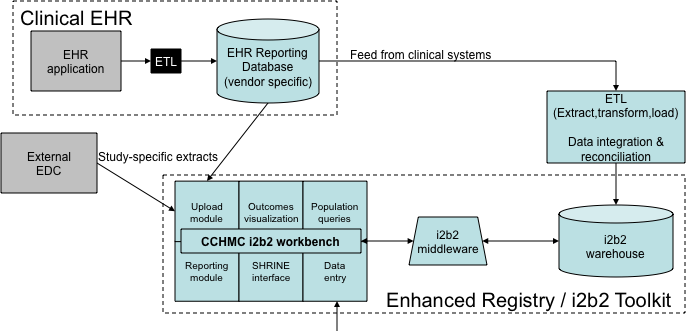 Clinical EHR
EHR
application
ETL
EHR Reporting
Database
(vendor specific)
Feed from clinical systems
ETL
(Extract,transform,load)
Data integration &
reconciliation
External
EDC
Study-specific extracts
Upload
module
Outcomes
visualization
Population
queries
CCHMC i2b2 workbench
Reporting
module
SHRINE
interface
Data
entry
i2b2
middleware
i2b2
warehouse
Enhanced Registry / i2b2 Toolkit